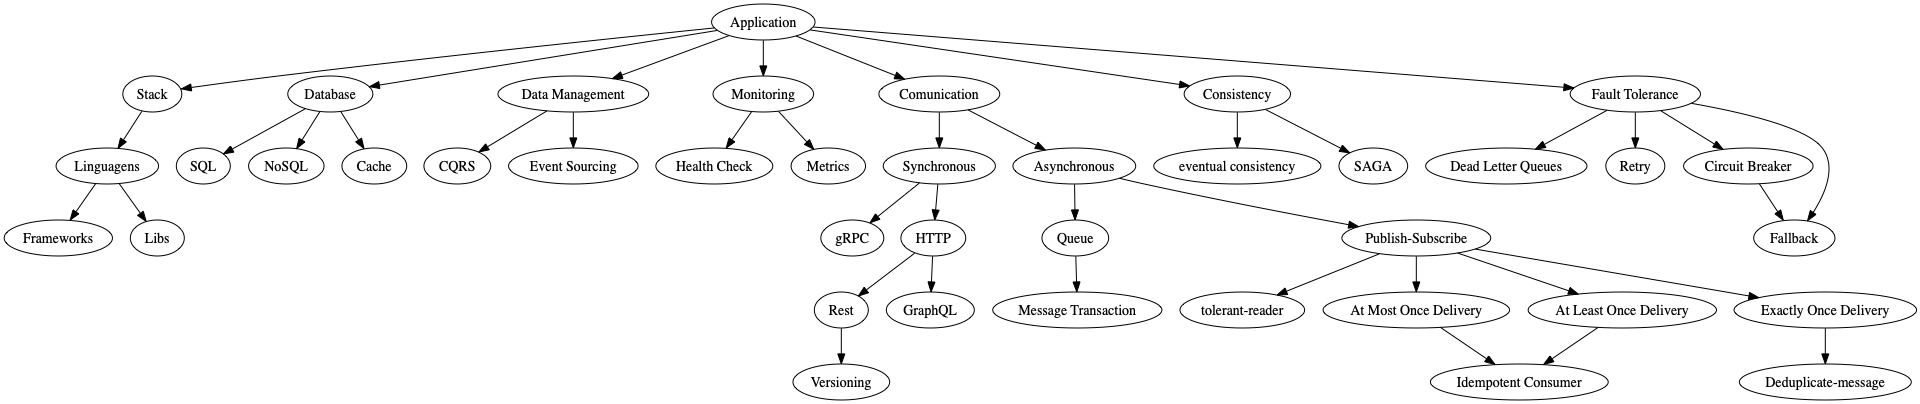 Application
Stack
Database
Data Management
Monitoring
Comunication
Consistency
Fault Tolerance
Linguagens
SQL
NoSQL
Cache
CQRS
Event Sourcing
Health Check
Metrics
Synchronous
Asynchronous
eventual consistency
SAGA
Dead Letter Queues
Retry
Circuit Breaker
Frameworks
Libs
gRPC
HTTP
Queue
Publish-Subscribe
Fallback
Rest
GraphQL
Message Transaction
tolerant-reader
At Most Once Delivery
At Least Once Delivery
Exactly Once Delivery
Versioning
Idempotent Consumer
Deduplicate-message